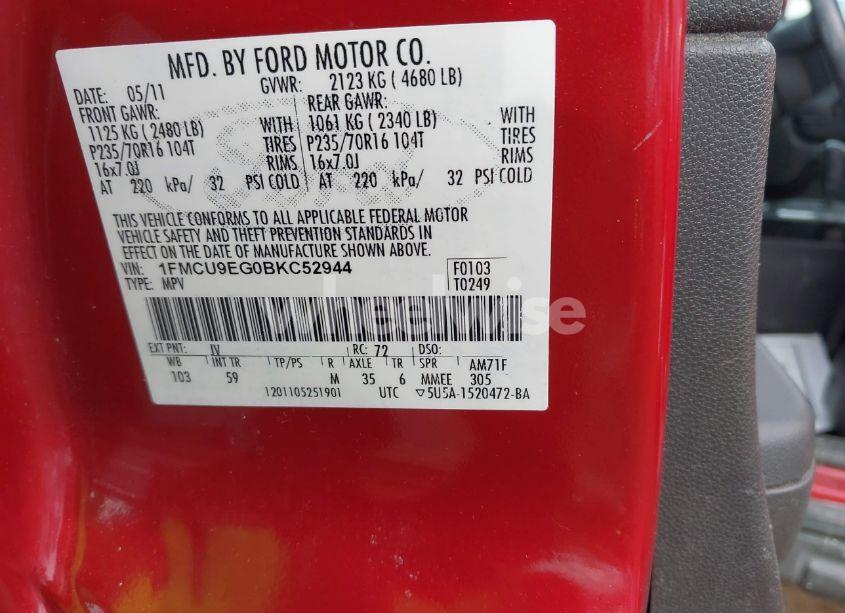 MFD. BY FORD MOTOR CO.
DATE: 05/11 GVWR: 2123 KG ( 4680 LB)
FRONT GAWR: REAR GAWR:
1125 KG ( 2480 LB) WITH 1061 KG ( 2340 LB) WITH
P235/70R16 104T TIRES P235/70R16 104T TIRES
16x7.0J RIMS 16x7.0J RIMS
AT 220 kPa/ 32 PSI COLD AT 220 kPa/ 32 PSI COLD
THIS VEHICLE CONFORMS TO ALL APPLICABLE FEDERAL MOTOR
VEHICLE SAFETY AND THEFT PREVENTION STANDARDS IN
EFFECT ON THE DATE OF MANUFACTURE SHOWN ABOVE.
VIN: 1FMCU9EG0BKC52944 F0103
TYPE: MPV T0249
wheelwise
EXT PNT: JV RC: 72 DSO:
WB INT TR TP/PS R AXLE TR SPR AM71F
103 59 M 35 6 MMEE 305
1201105251901 UTC ▽5U5A-1520472-BA